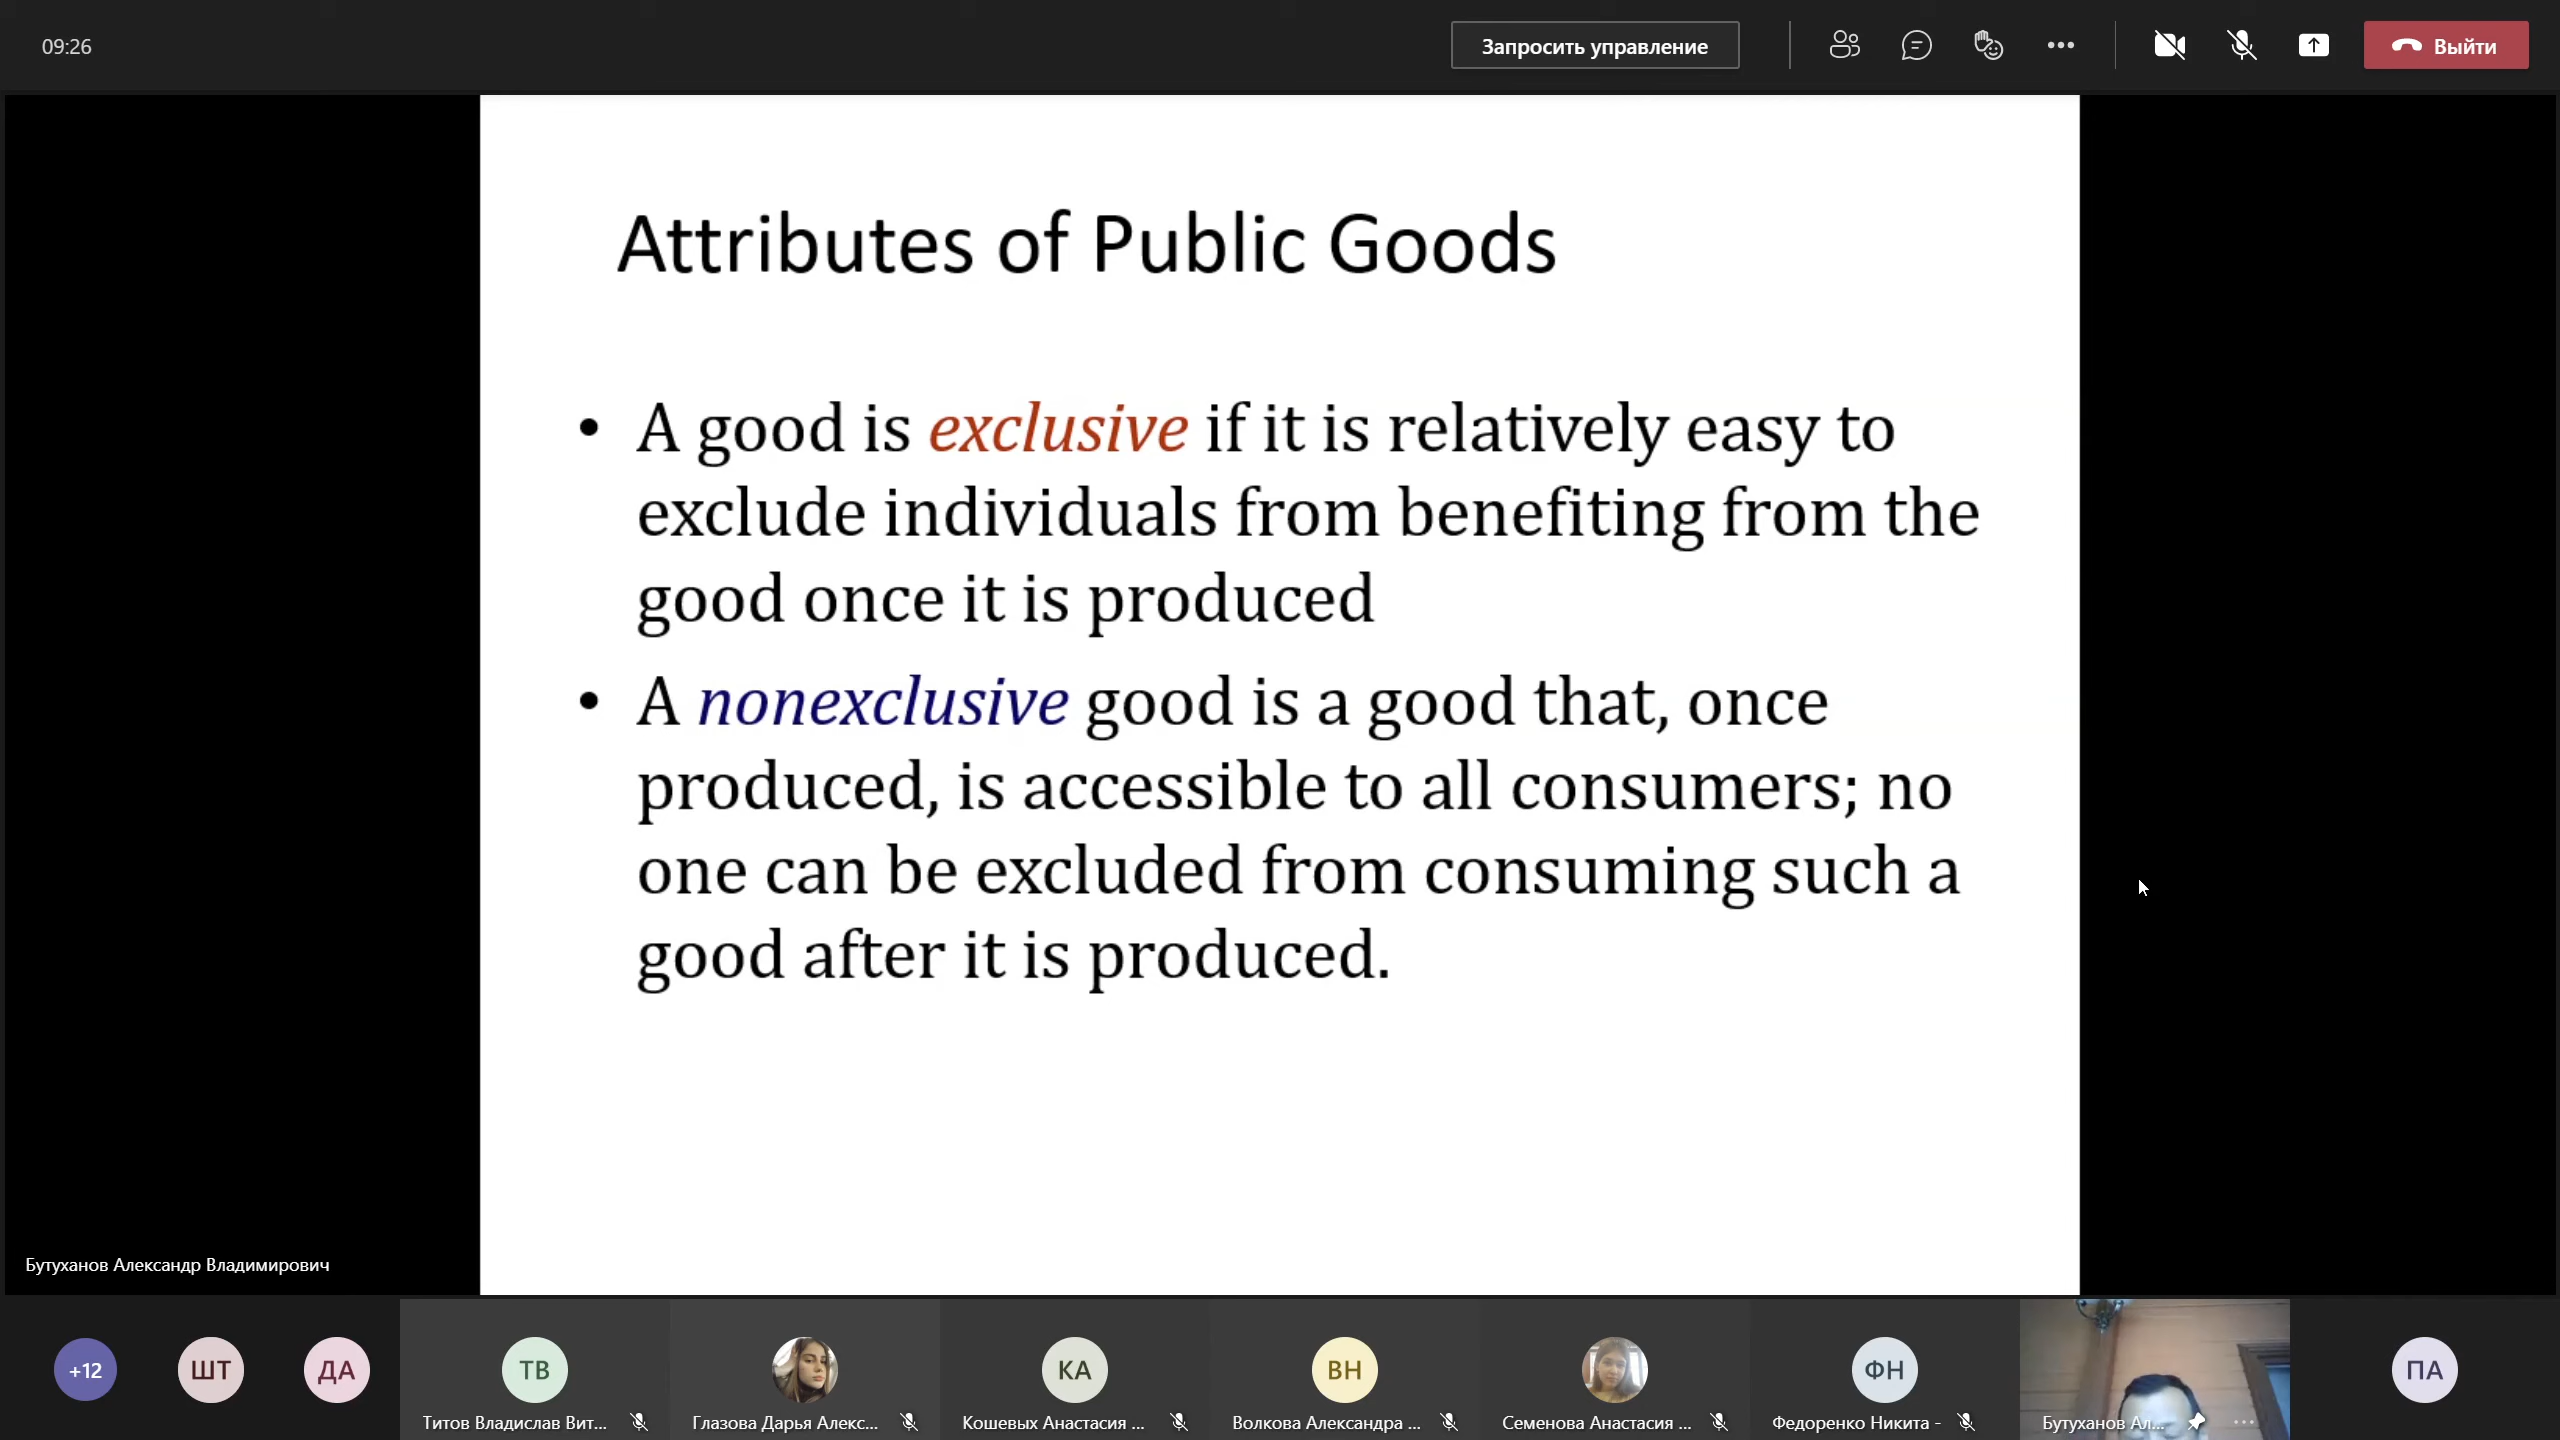 09:26
Запросить управление
Выйти
Attributes of Public Goods
• A good is exclusive if it is relatively easy to
exclude individuals from benefiting from the
good once it is produced
• A nonexclusive good is a good that, once
produced, is accessible to all consumers; no
one can be excluded from consuming such a
good after it is produced.
Бутуханов Александр Владимирович
+12
ШТ
ДА
ТВ
КА
ВН
ФН
ПА
Титов Владислав Вит...
Глазова Дарья Алекс...
Кошевых Анастасия ...
Волкова Александра ...
Семенова Анастасия ...
Федоренко Никита -
Бутуханов Ал...